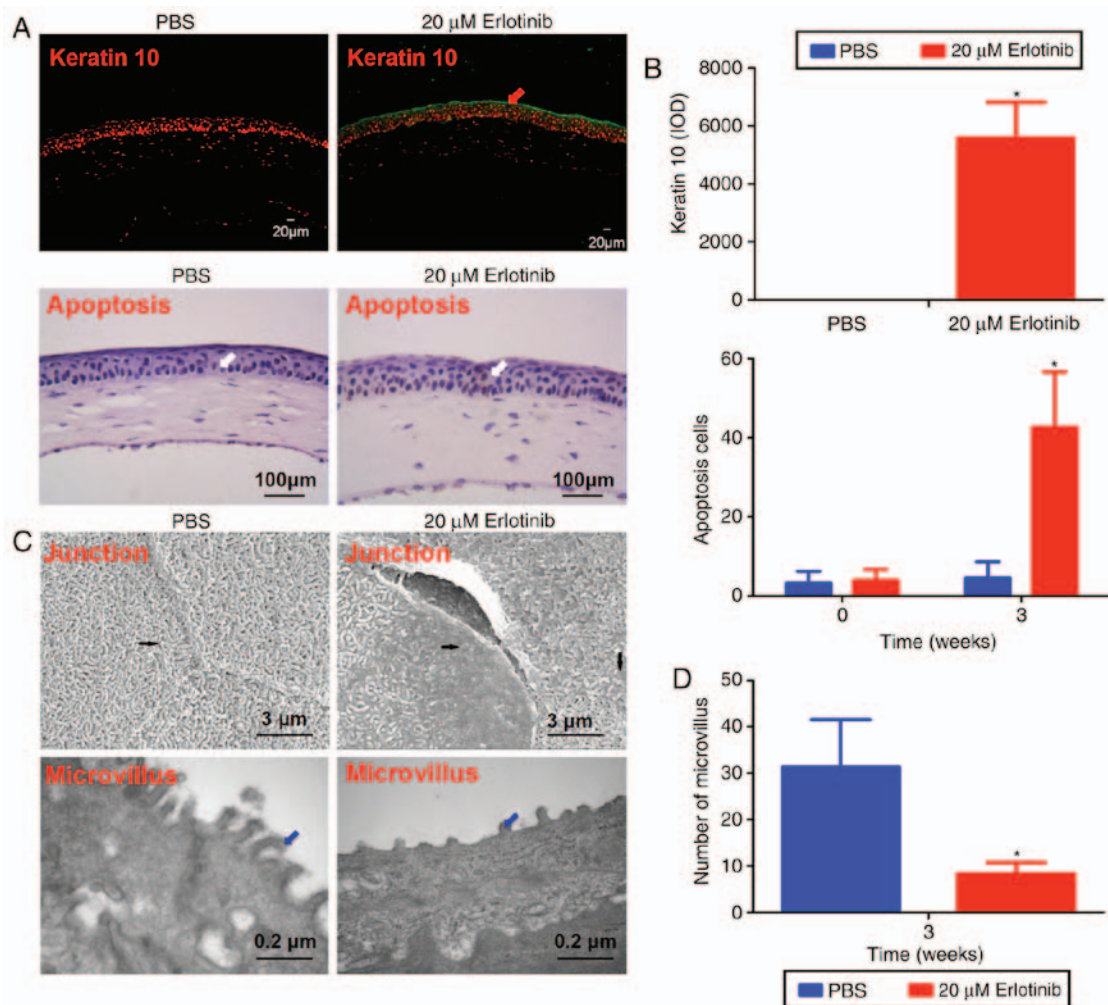 A
PBS
20 μM Erlotinib
Keratin 10
Keratin 10
20μm
20μm
PBS
20 μM Erlotinib
Apoptosis
Apoptosis
100μm
100μm
C
PBS
20 μM Erlotinib
Junction
Junction
3 μm
3 μm
Microvillus
Microvillus
0.2 μm
0.2 μm
B
PBS
20 μM Erlotinib
Keratin 10 (IOD)
8000
6000
4000
2000
0
*
PBS
20 μM Erlotinib
Apoptosis cells
60
40
20
0
*
0
3
Time (weeks)
D
Number of microvillus
50
40
30
20
10
0
*
3
Time (weeks)
PBS
20 μM Erlotinib